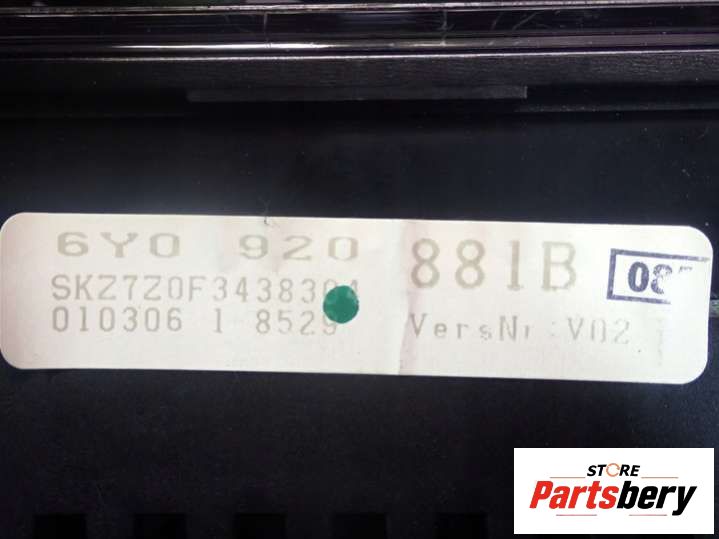 6Y0 920 881B
SKZ7Z0F3438304
010306 1 8529 VersNr:V02
STORE
Partsbery